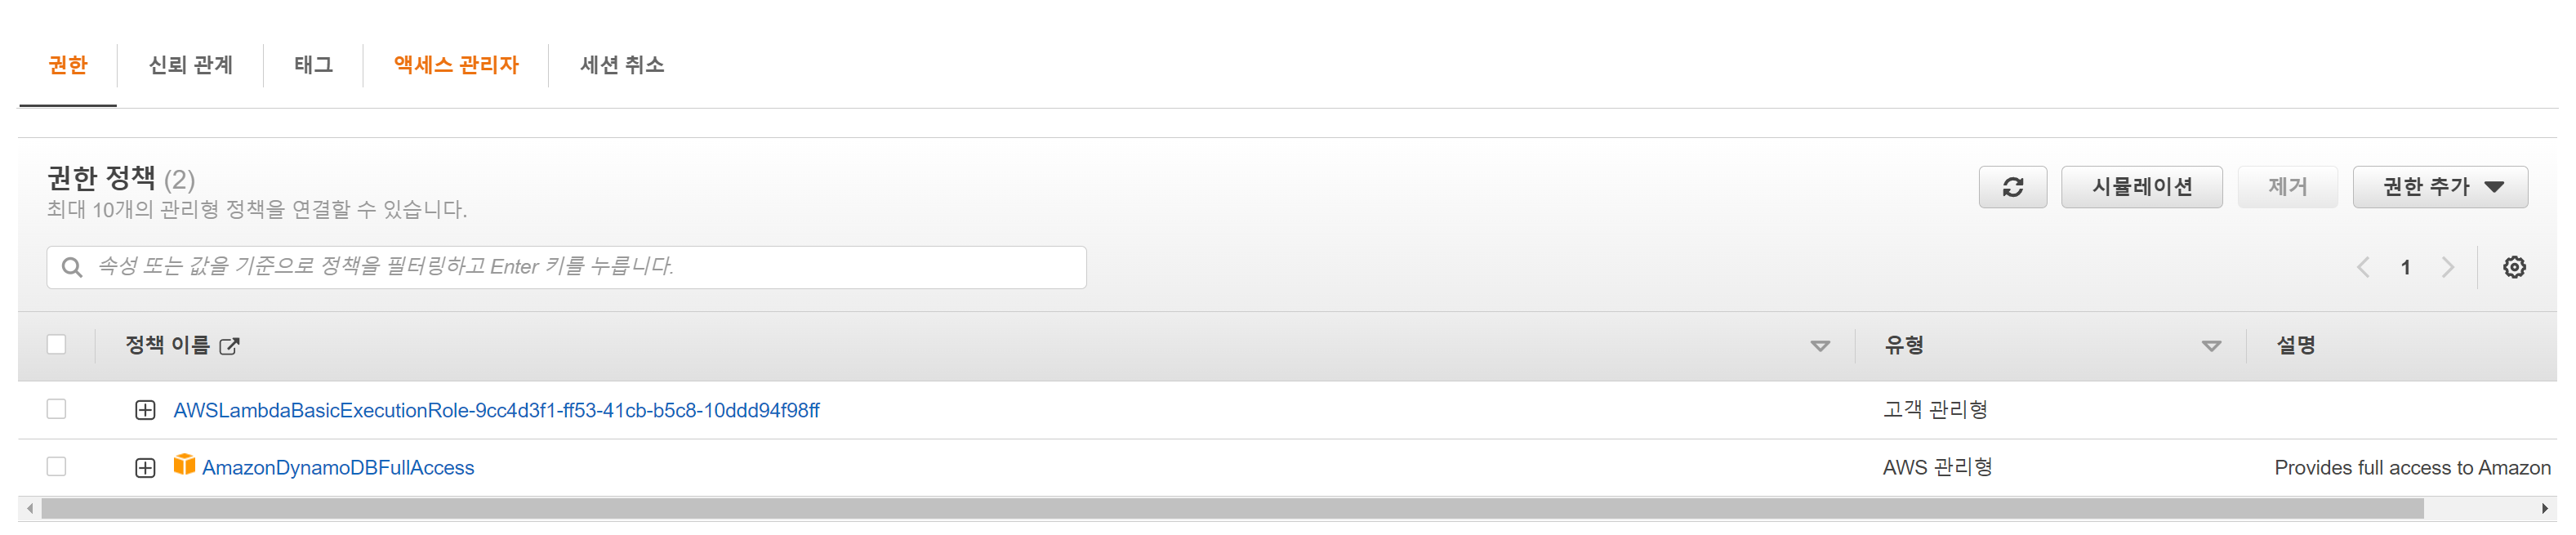 권한 신뢰 관계 태그 액세스 관리자 세션 취소
권한 정책 (2)
최대 10개의 관리형 정책을 연결할 수 있습니다.
시뮬레이션 제거 권한 추가
속성 또는 값을 기준으로 정책을 필터링하고 Enter 키를 누릅니다.
1
정책 이름 유형 설명
AWSLambdaBasicExecutionRole-9cc4d3f1-ff53-41cb-b5c8-10ddd94f98ff 고객 관리형
AmazonDynamoDBFullAccess AWS 관리형 Provides full access to Amazon